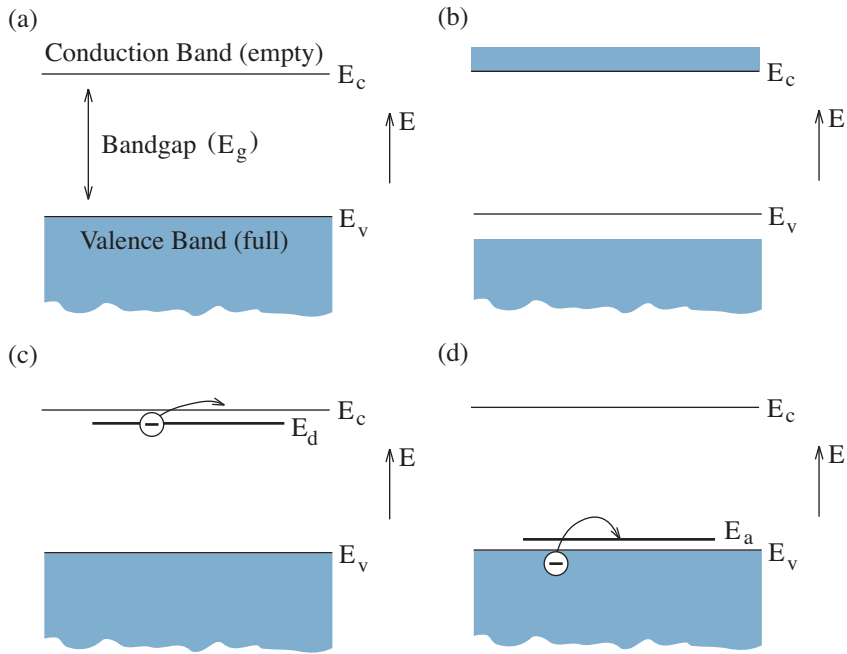 (a)
Conduction Band (empty)
E_c
Bandgap (E_g)
E
E_v
Valence Band (full)
(b)
E_c
E
E_v
(c)
E_c
E_d
E
E_v
(d)
E_c
E
E_a
E_v